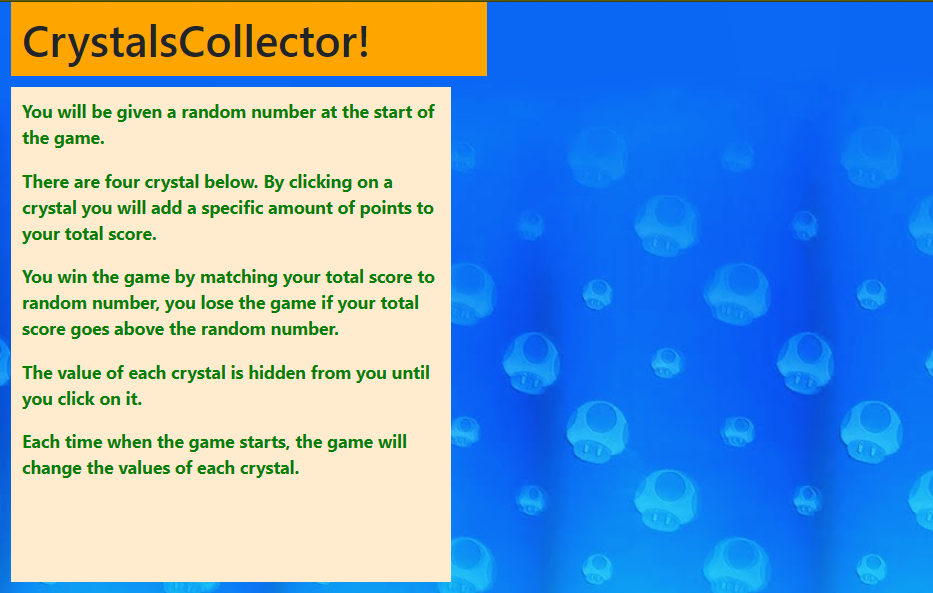 CrystalsCollector!
You will be given a random number at the start of
the game.
There are four crystal below. By clicking on a
crystal you will add a specific amount of points to
your total score.
You win the game by matching your total score to
random number, you lose the game if your total
score goes above the random number.
The value of each crystal is hidden from you until
you click on it.
Each time when the game starts, the game will
change the values of each crystal.